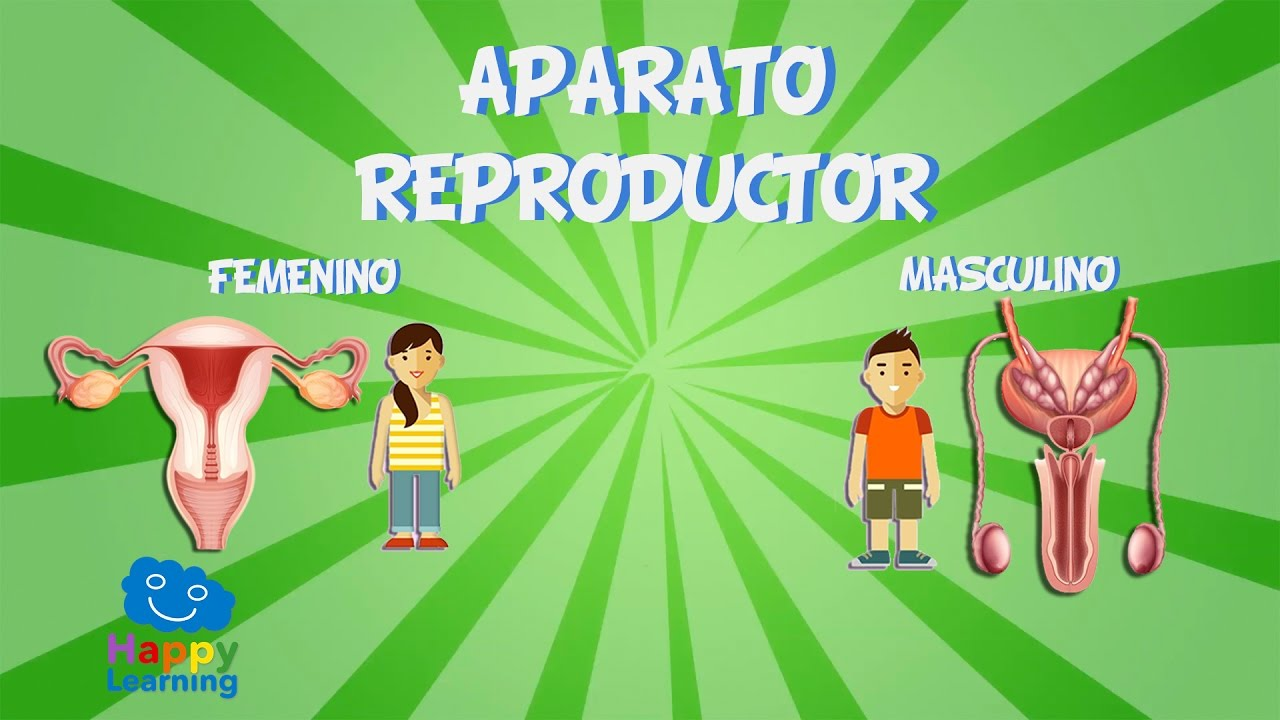 APARATO
REPRODUCTOR
FEMENINO
MASCULINO
Happy
Learning